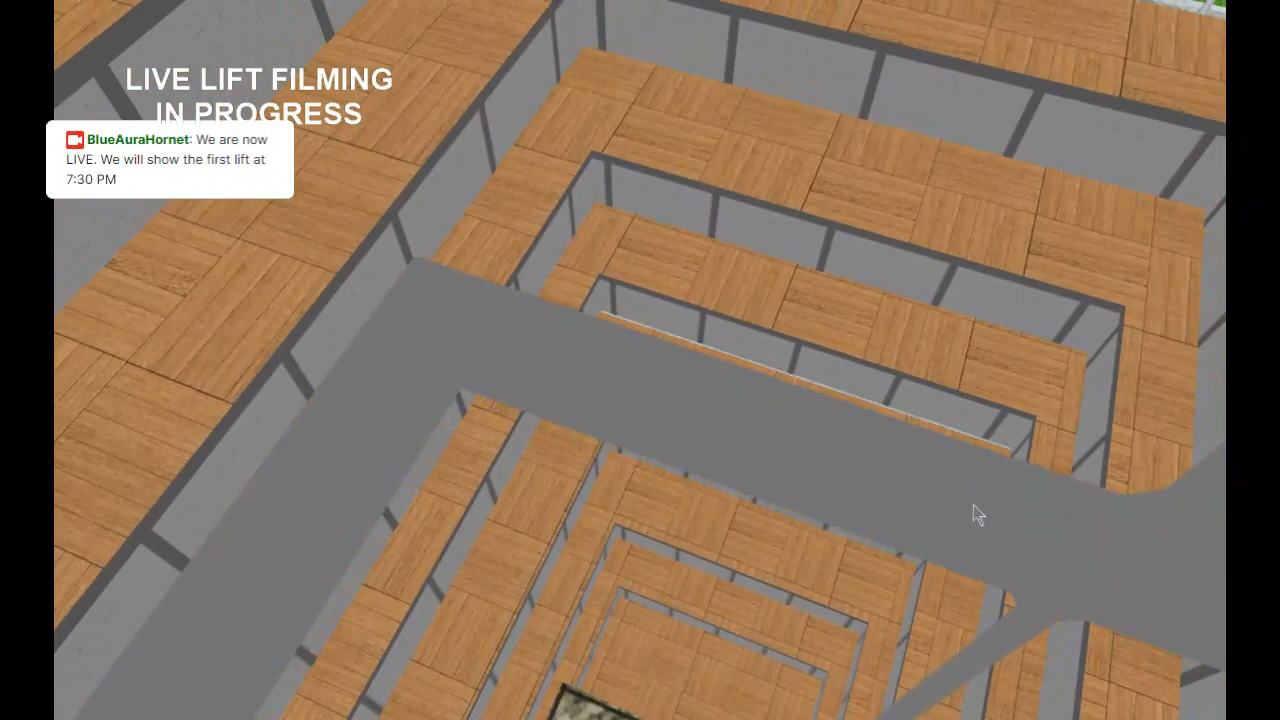 LIVE LIFT FILMING
IN PROGRESS
BlueAuraHornet: We are now
LIVE. We will show the first lift at
7:30 PM